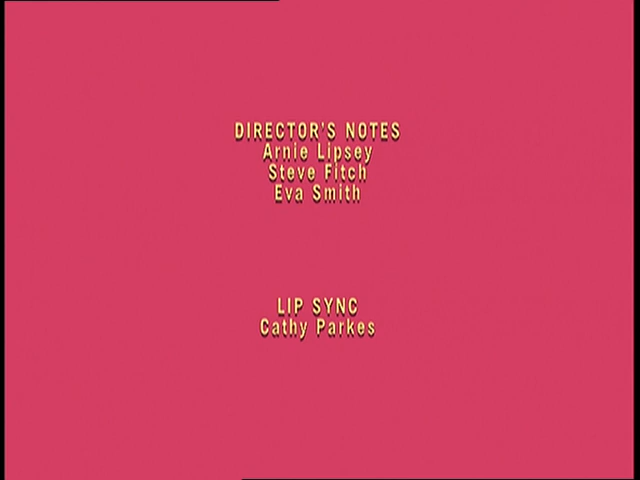 DIRECTOR'S NOTES
Arnie Lipsey
Steve Fitch
Eva Smith
LIP SYNC
Cathy Parkes